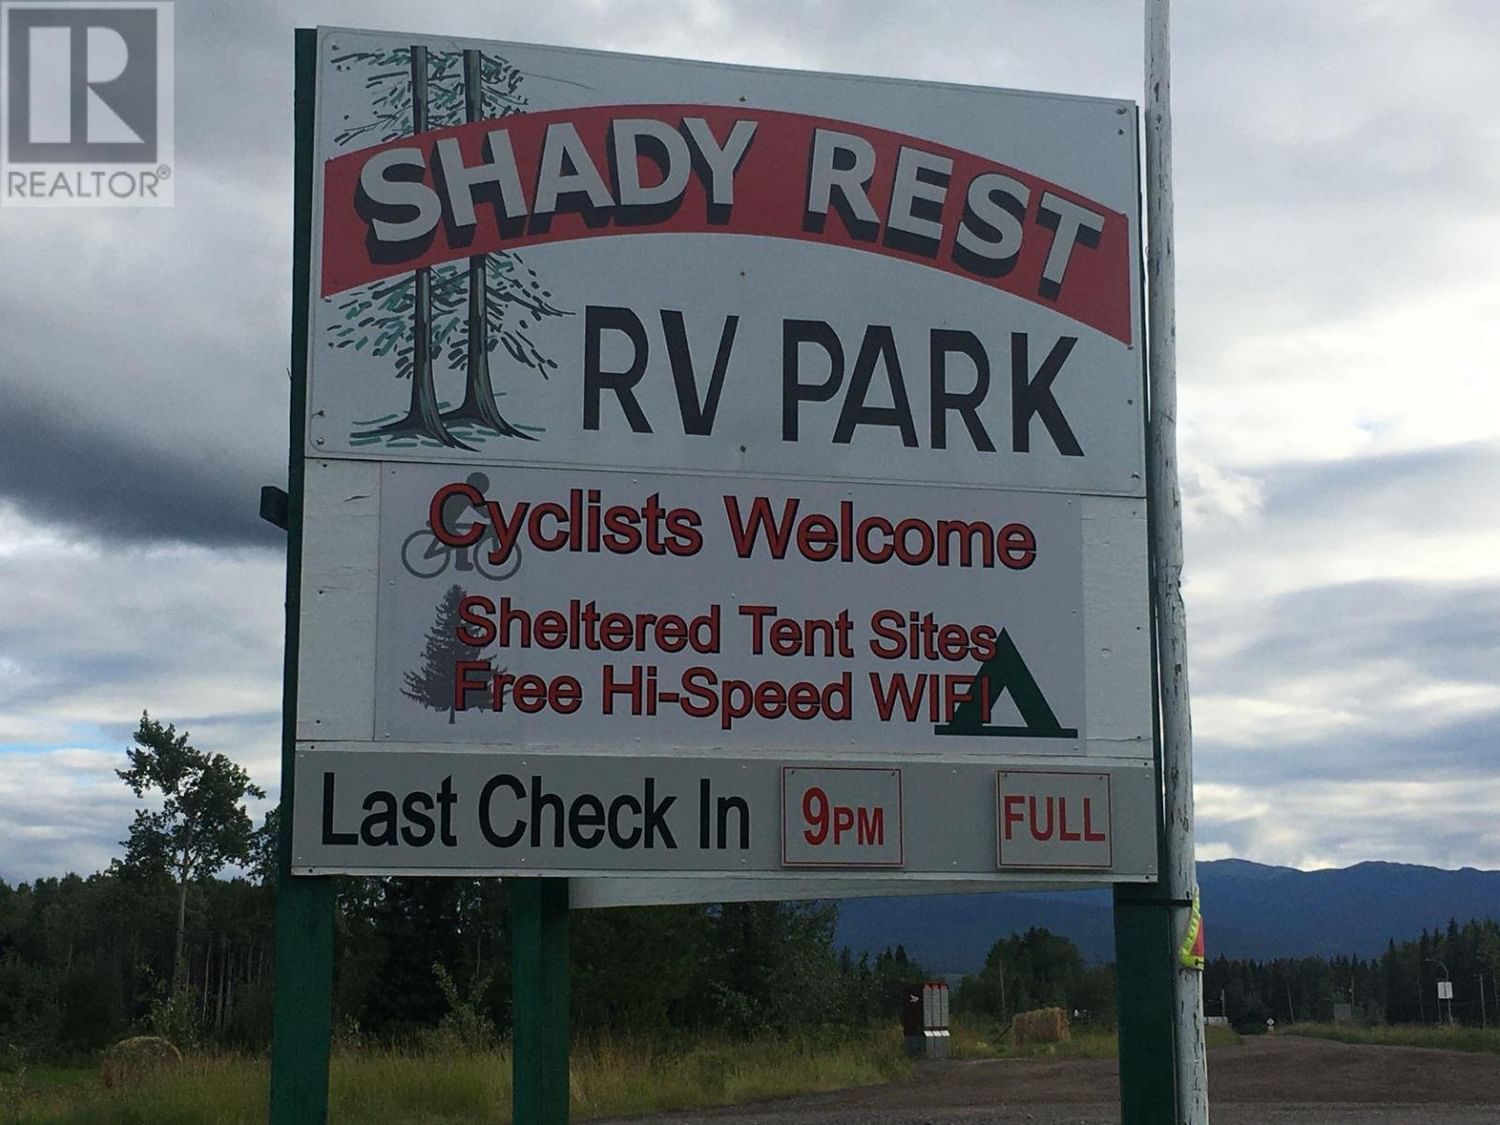 REALTOR®
SHADY REST
RV PARK
Cyclists Welcome
Sheltered Tent Sites
Free Hi-Speed WIFI
Last Check In 9PM FULL